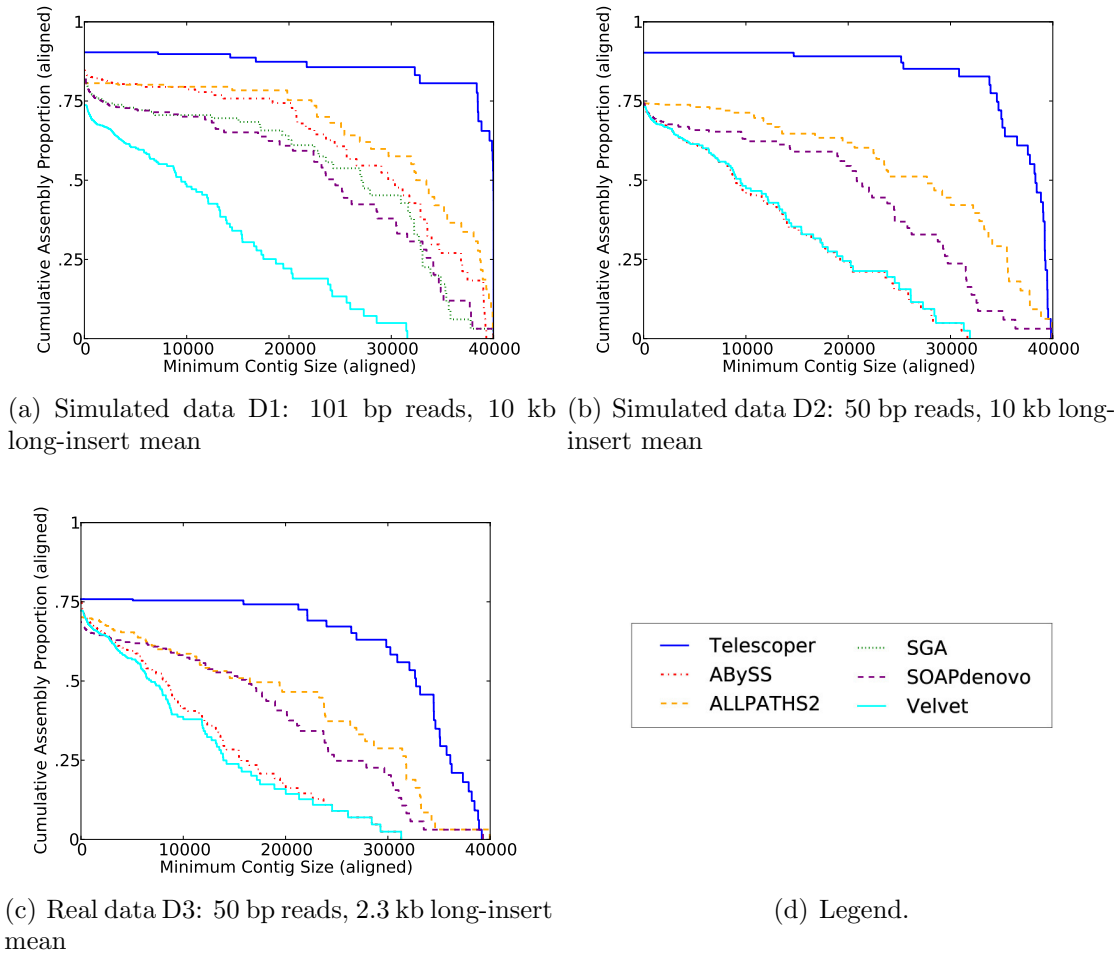 1
.75
.5
.25
0
Cumulative Assembly Proportion (aligned)
0 10000 20000 30000 40000
Minimum Contig Size (aligned)
(a) Simulated data D1: 101 bp reads, 10 kb
long-insert mean
1
.75
.5
.25
0
Cumulative Assembly Proportion (aligned)
0 10000 20000 30000 40000
Minimum Contig Size (aligned)
(b) Simulated data D2: 50 bp reads, 10 kb long-
insert mean
1
.75
.5
.25
0
Cumulative Assembly Proportion (aligned)
0 10000 20000 30000 40000
Minimum Contig Size (aligned)
(c) Real data D3: 50 bp reads, 2.3 kb long-insert
mean
Telescoper
ABySS
ALLPATHS2
SGA
SOAPdenovo
Velvet
(d) Legend.